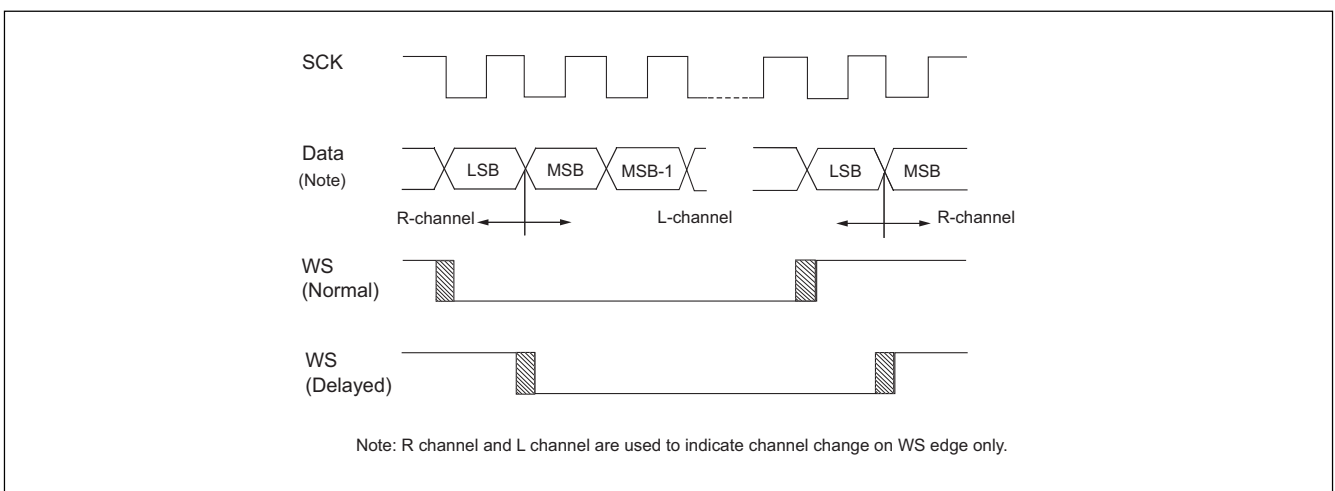 SCK
Data
(Note)
LSB MSB MSB-1 LSB MSB
R-channel L-channel R-channel
WS
(Normal)
WS
(Delayed)
Note: R channel and L channel are used to indicate channel change on WS edge only.